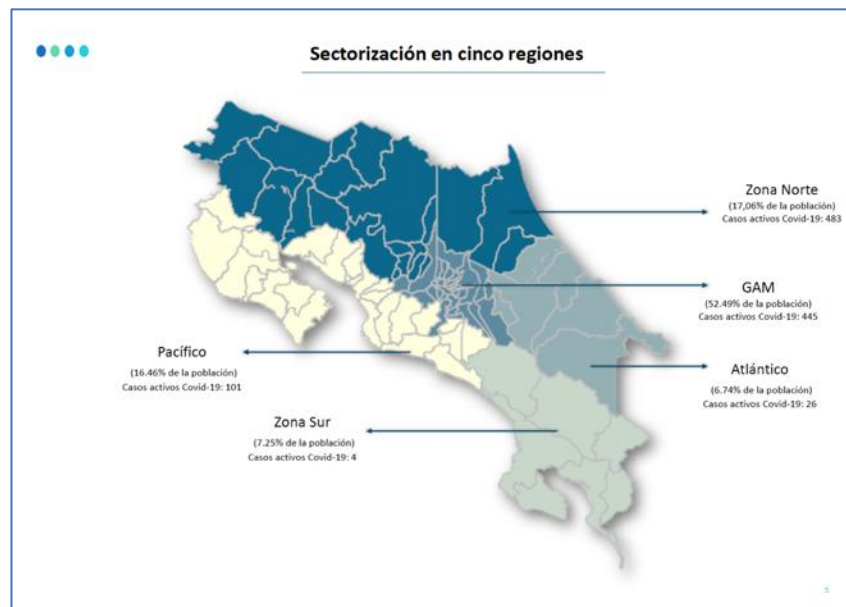 Sectorización en cinco regiones
Zona Norte
(17,06% de la población)
Casos activos Covid-19: 483
GAM
(52.49% de la población)
Casos activos Covid-19: 445
Pacífico
(16.46% de la población)
Casos activos Covid-19: 101
Atlántico
(6.74% de la población)
Casos activos Covid-19: 26
Zona Sur
(7.25% de la población)
Casos activos Covid-19: 4
5